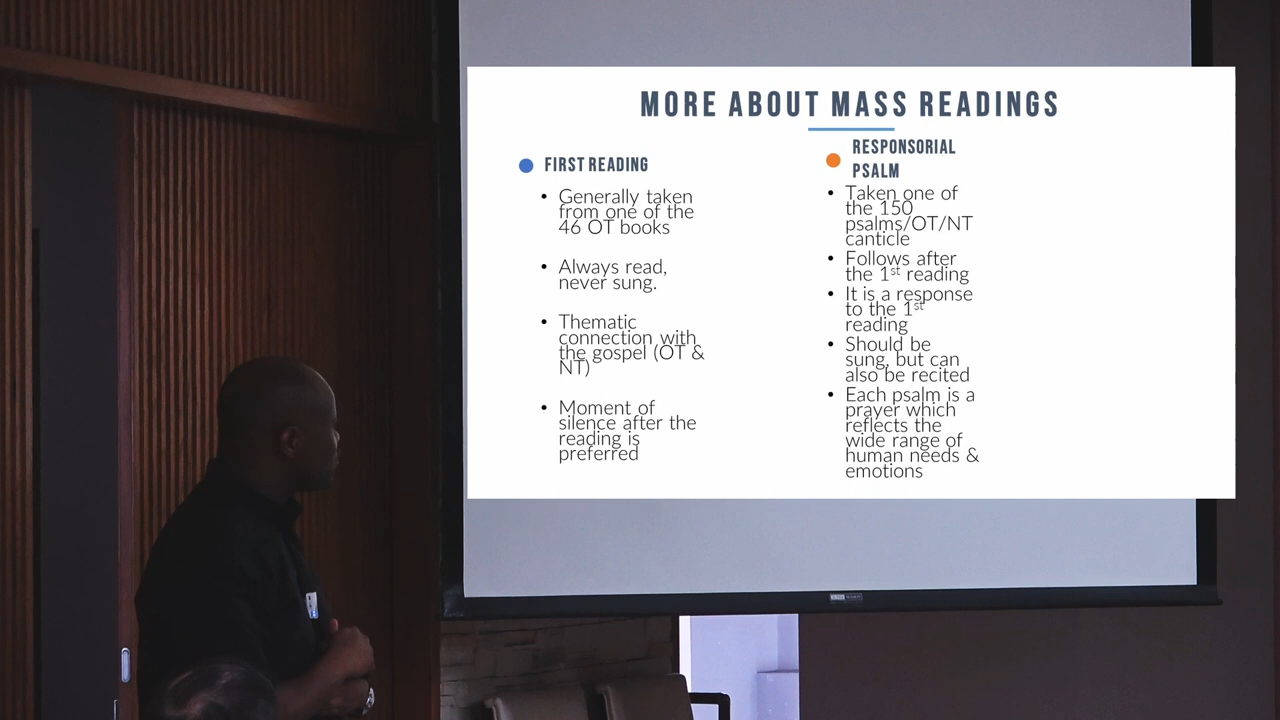 MORE ABOUT MASS READINGS
FIRST READING
Generally taken
from one of the
46 OT books
Always read,
never sung.
Thematic
connection with
the gospel (OT &
NT)
Moment of
silence after the
reading is
preferred
RESPONSORIAL
PSALM
Taken one of
the 150
psalms/OT/NT
canticle
Follows after
the 1st reading
It is a response
to the 1st
reading
Should be
sung, but can
also be recited
Each psalm is a
prayer which
reflects the
wide range of
human needs &
emotions